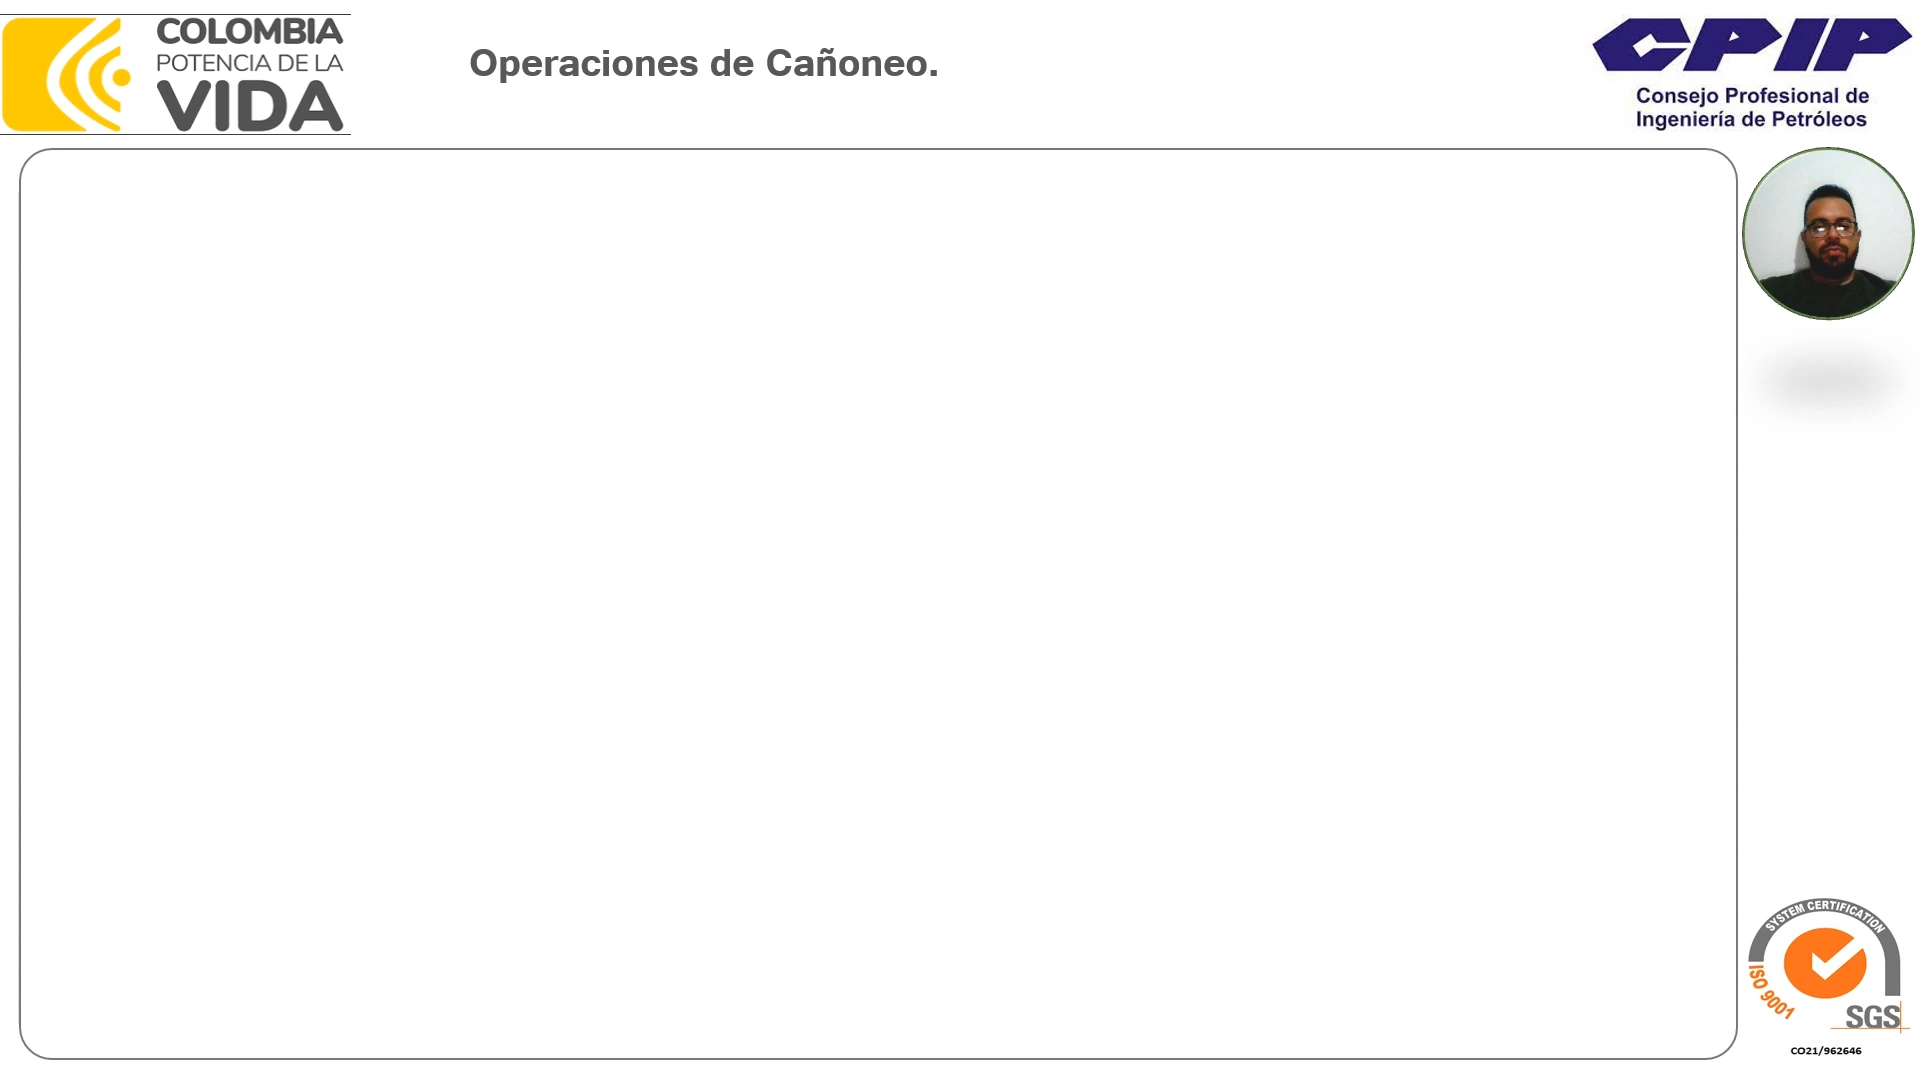 COLOMBIA
POTENCIA DE LA
VIDA
Operaciones de Cañoneo.
CPIP
Consejo Profesional de
Ingeniería de Petróleos
SYSTEM CERTIFICATION
ISO 9001
SGS
CO21/962646